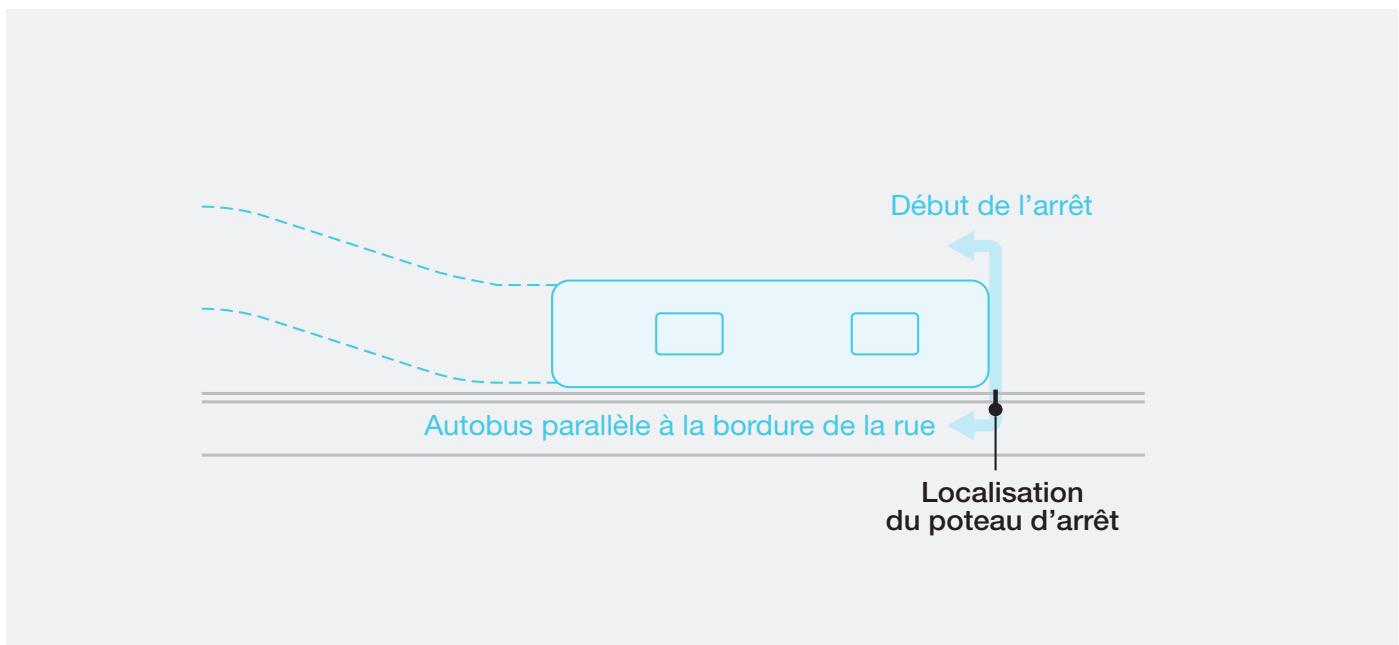 Début de l’arrêt
Autobus parallèle à la bordure de la rue
Localisation
du poteau d’arrêt